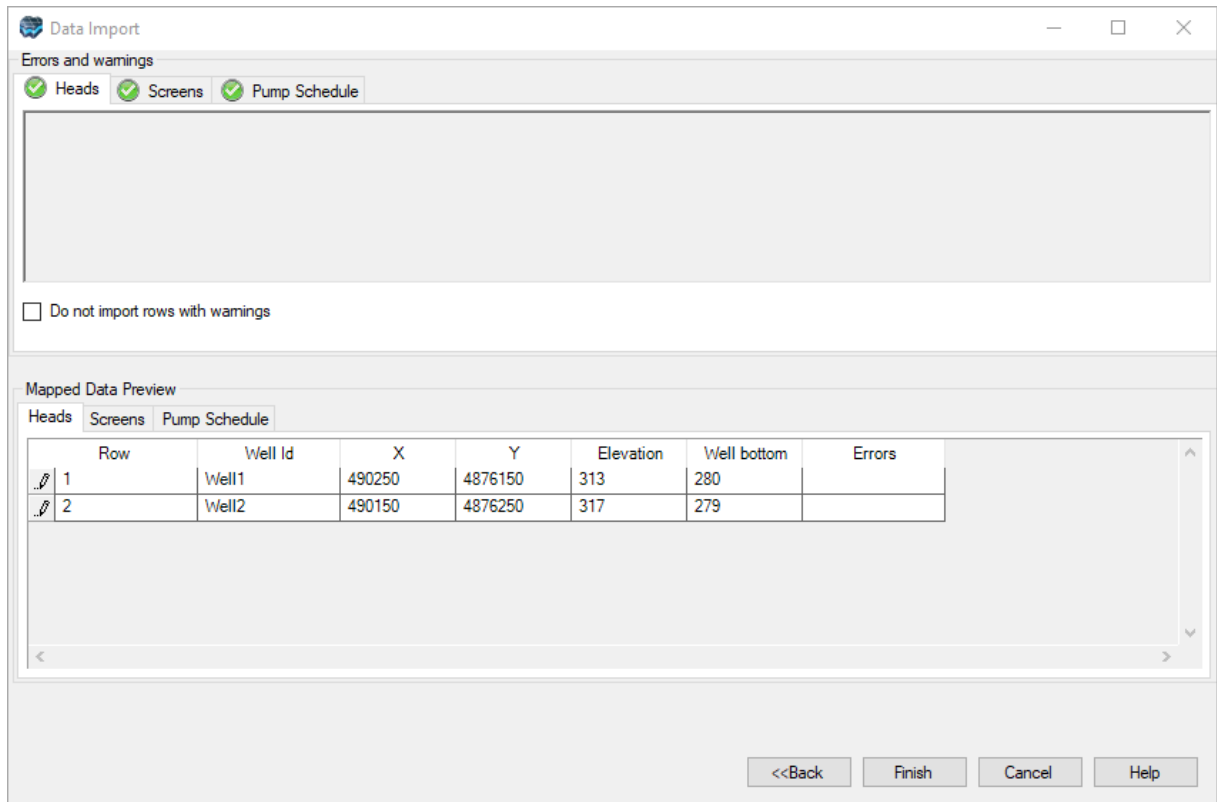 Data Import
Errors and warnings
Heads Screens Pump Schedule
Do not import rows with warnings
Mapped Data Preview
Heads Screens Pump Schedule
Row Well Id X Y Elevation Well bottom Errors
1 Well1 490250 4876150 313 280
2 Well2 490150 4876250 317 279
<<Back Finish Cancel Help